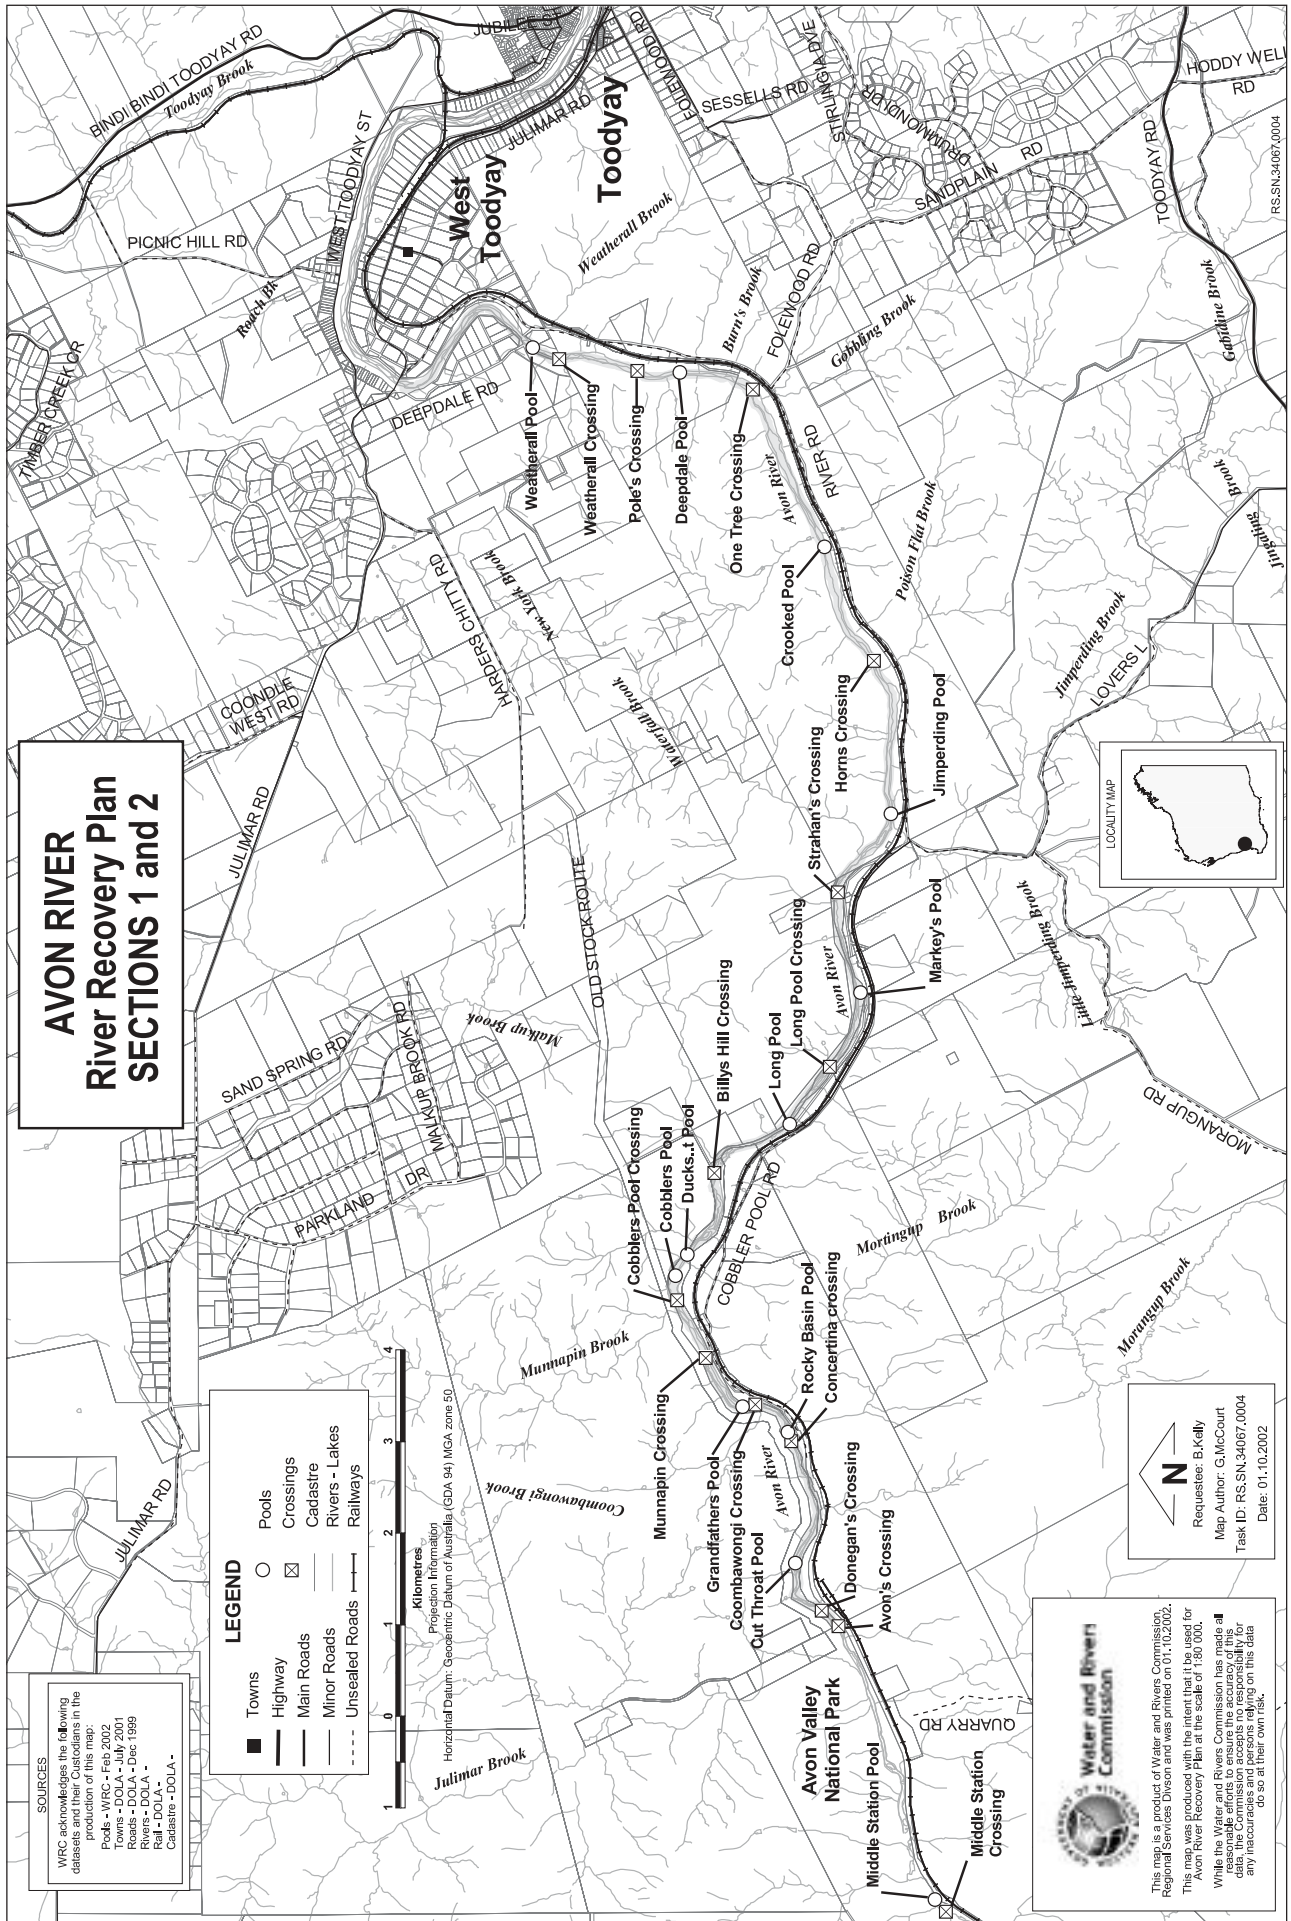 AVON RIVER
River Recovery Plan
SECTIONS 1 and 2
SOURCES
WRC acknowledges the following
datasets and their Custodians in the
production of this map:
Pools - WRC - Feb 2002
Towns - DOLA - July 2001
Roads - DOLA - Dec 1999
Rivers - DOLA -
Rail - DOLA -
Cadastre - DOLA -
LEGEND
Towns
Highway
Main Roads
Minor Roads
Unsealed Roads
Pools
Crossings
Cadastre
Rivers - Lakes
Railways
1 0 1 2 3 4
Kilometres
Projection Information
Horizontal Datum: Geocentric Datum of Australia (GDA 94) MGA zone 50
JULIMAR RD
PARKLAND DR
SAND SPRING RD
MALKUP BROOK RD
JULIMAR RD
COONDLE
WEST RD
TIMBER CREEK CR
PICNIC HILL RD
BINDI BINDI TOODYAY RD
Toodyay Brook
Roach Bk
WEST TOODYAY ST
JUBILEE ST
JULIMAR RD
West
Toodyay
Toodyay
FOLEWOOD RD
SESSELLS RD
STIRLINGIA DVE
DRUMMONDI DR
SANDPLAIN RD
HODDY WELL
RD
TOODYAY RD
RS.SN.34067.0004
DEEPDALE RD
HARDERS CHITTY RD
New York Brook
Waterfall Brook
Malkup Brook
OLD STOCK ROUTE
Weatherall Brook
Burn's Brook
FOLEWOOD RD
Gobbling Brook
Gabidine Brook
Weatherall Pool
Weatherall Crossing
Pole's Crossing
Deepdale Pool
One Tree Crossing
Avon River
RIVER RD
Crooked Pool
Poison Flat Brook
Horns Crossing
Jimperding Pool
Strahan's Crossing
Jimperding Brook
LOVERS L
Jingaling
Brook
Markey's Pool
Avon River
Long Pool Crossing
Long Pool
Billys Hill Crossing
Ducks..t Pool
Cobblers Pool
Cobblers Pool Crossing
Little Jimperding Brook
MORANGUP RD
LOCALITY MAP
COBBLER POOL RD
Mortingup Brook
Morangup Brook
Munnapin Brook
Coombawongi Brook
Julimar Brook
Munnapin Crossing
Grandfathers Pool
Coombawongi Crossing
Cut Throat Pool
Avon River
Rocky Basin Pool
Concertina crossing
Donegan's Crossing
Avon's Crossing
Avon Valley
National Park
QUARRY RD
Middle Station Pool
Middle Station
Crossing
N
Requestee: B.Kelly
Map Author: G.McCourt
Task ID: RS.SN.34067.0004
Date: 01.10.2002
Water and Rivers
Commission
This map is a product of Water and Rivers Commission,
Regional Services Divson and was printed on 01.10.2002.
This map was produced with the intent that it be used for
Avon River Recovery Plan at the scale of 1:80 000.
While the Water and Rivers Commission has made all
reasonable efforts to ensure the accuracy of this
data, the Commission accepts no responsibility for
any inaccuracies and persons relying on this data
do so at their own risk.